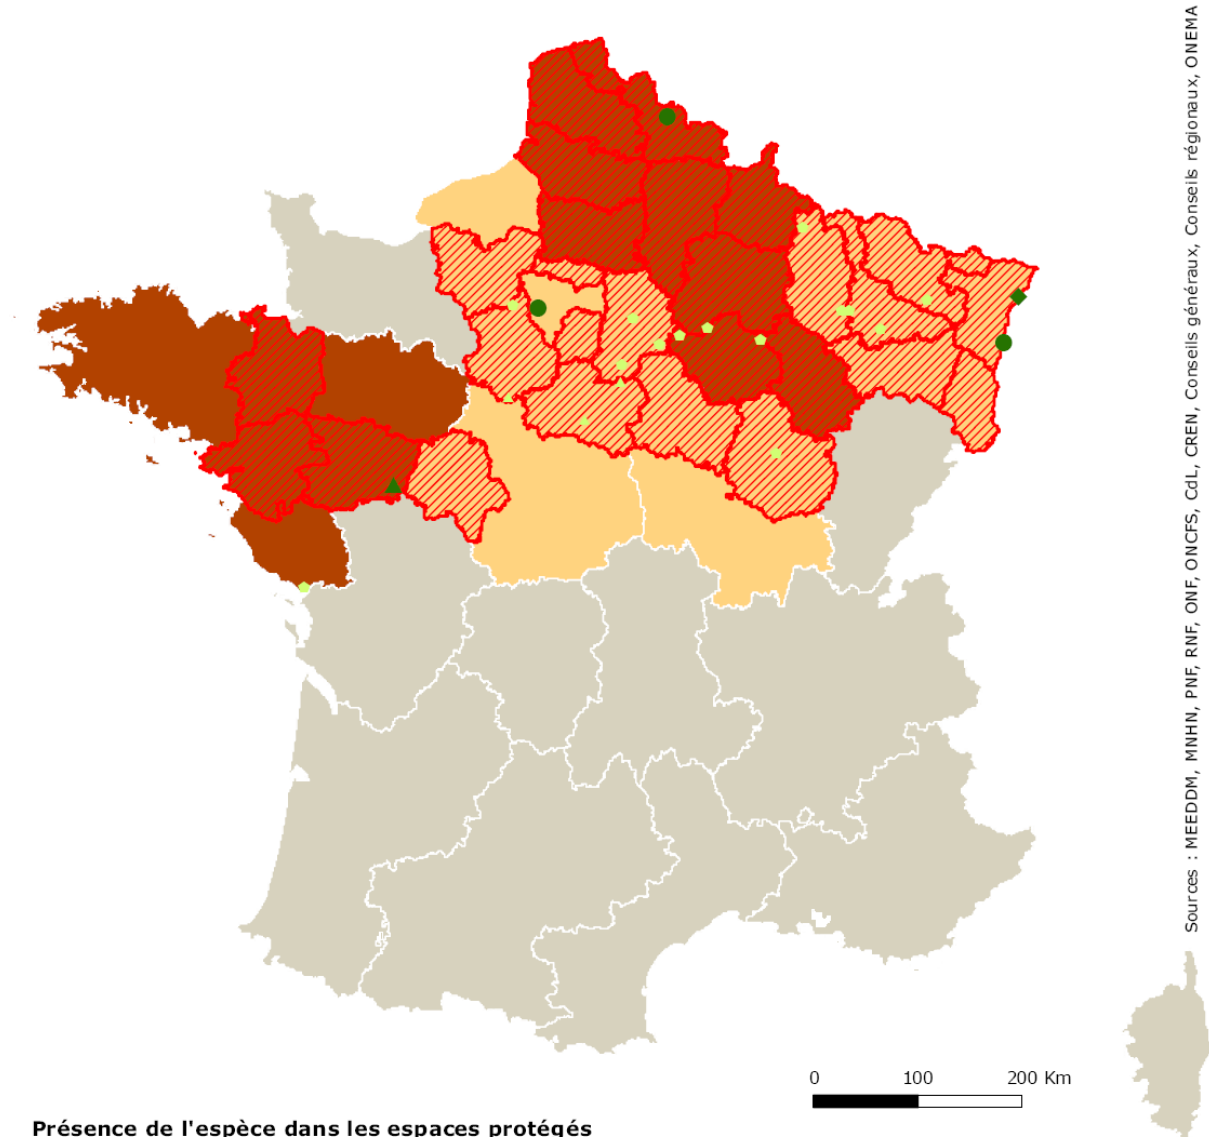 Sources : MEEDDM, MNHN, PNF, RNF, ONF, ONCFS, CdL, CREN, Conseils généraux, Conseils régionaux, ONEMA
0 100 200 Km
Présence de l'espèce dans les espaces protégés